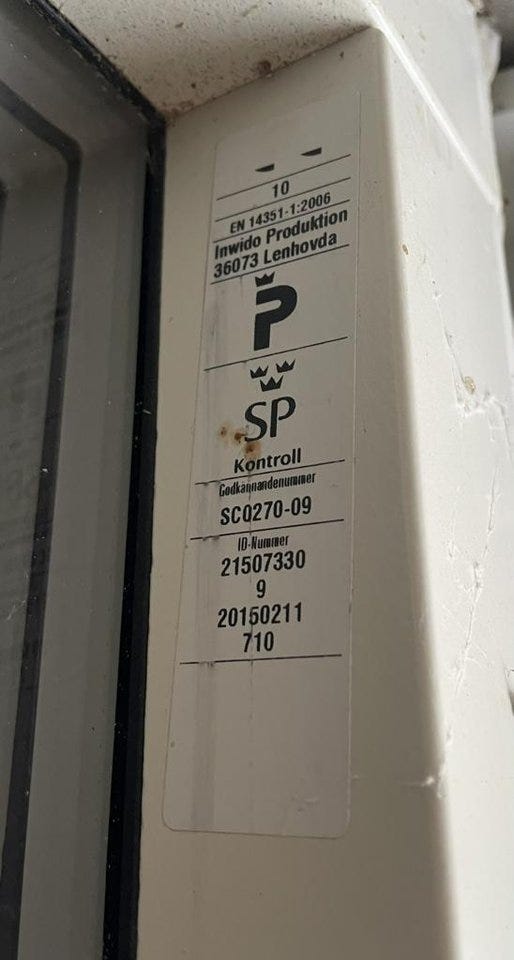 10
EN 14351-1:2006
Inwido Produktion
36073 Lenhovda
P
SP
Kontroll
Godkännandenummer
SC0270-09
ID-Nummer
21507330
9
20150211
710